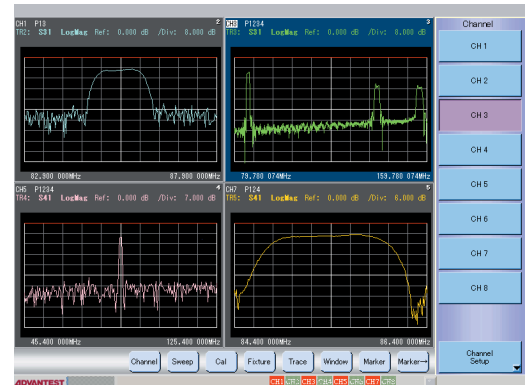 CH1 P13 2
TR2: S31 LogMag Ref: 0.000 dB /Div: 8.000 dB
82.900 000MHz 87.900 000MHz
CH3 P1234 3
TR3: S31 LogMag Ref: 0.000 dB /Div: 8.000 dB
79.780 074MHz 159.780 074MHz
CH5 P1234 4
TR4: S41 LogMag Ref: 0.000 dB /Div: 7.000 dB
45.400 000MHz 125.400 000MHz
CH7 P124 5
TR5: S41 LogMag Ref: 0.000 dB /Div: 6.000 dB
84.400 000MHz 86.400 000MHz
Channel
CH 1
CH 2
CH 3
CH 4
CH 5
CH 6
CH 7
CH 8
Channel
Setup
Channel Sweep Cal Fixture Trace Window Marker Marker→
ADVANTEST CH1 CH2 CH3 CH4 CH5 CH6 CH7 CH8